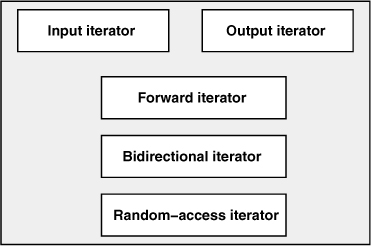 Input iterator
Output iterator
Forward iterator
Bidirectional iterator
Random−access iterator